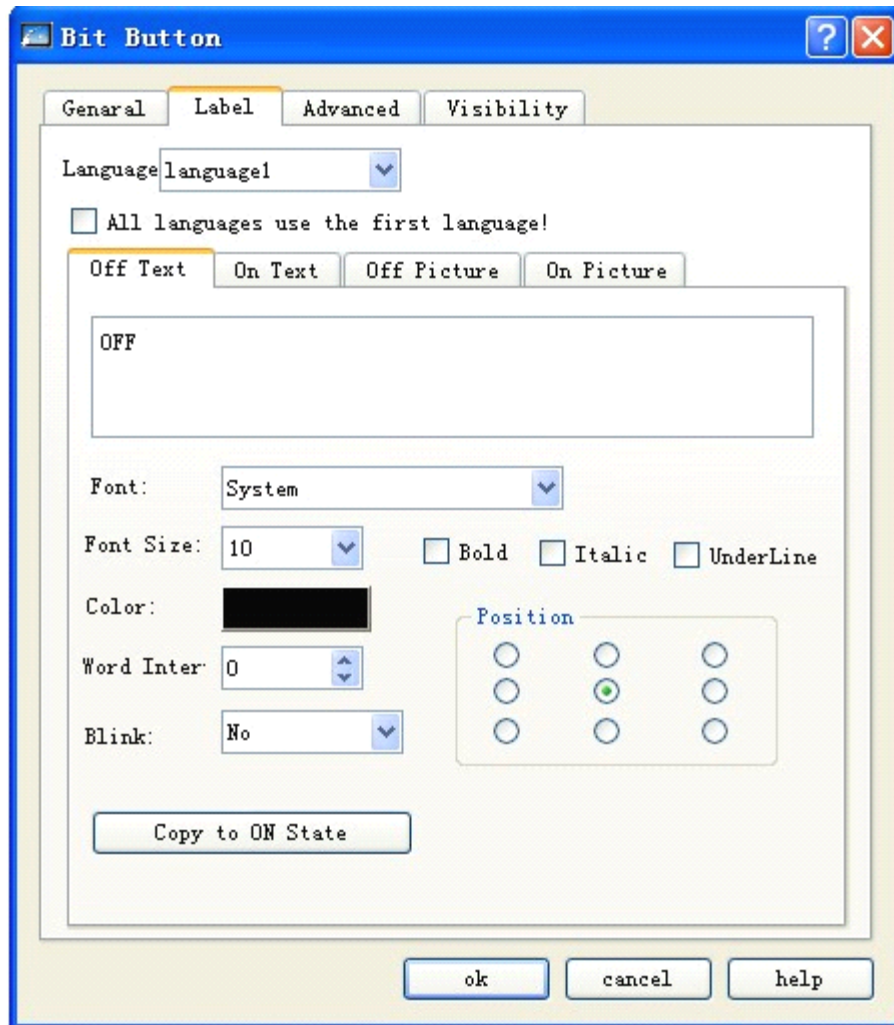 Bit Button
Genaral Label Advanced Visibility
Language language1
All languages use the first language!
Off Text On Text Off Picture On Picture
OFF
Font: System
Font Size: 10 Bold Italic UnderLine
Color:
Position
Word Inter 0
Blink: No
Copy to ON State
ok cancel help